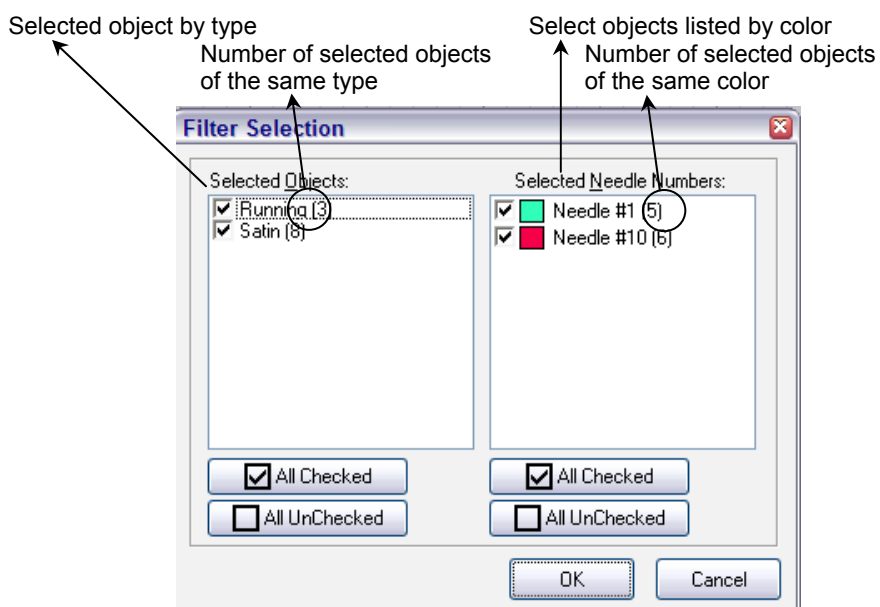 Selected object by type
Select objects listed by color
Number of selected objects
of the same type
Number of selected objects
of the same color
Filter Selection
Selected Objects:
Selected Needle Numbers:
Running (3)
Satin (8)
Needle #1 (5)
Needle #10 (6)
All Checked
All Checked
All UnChecked
All UnChecked
OK
Cancel